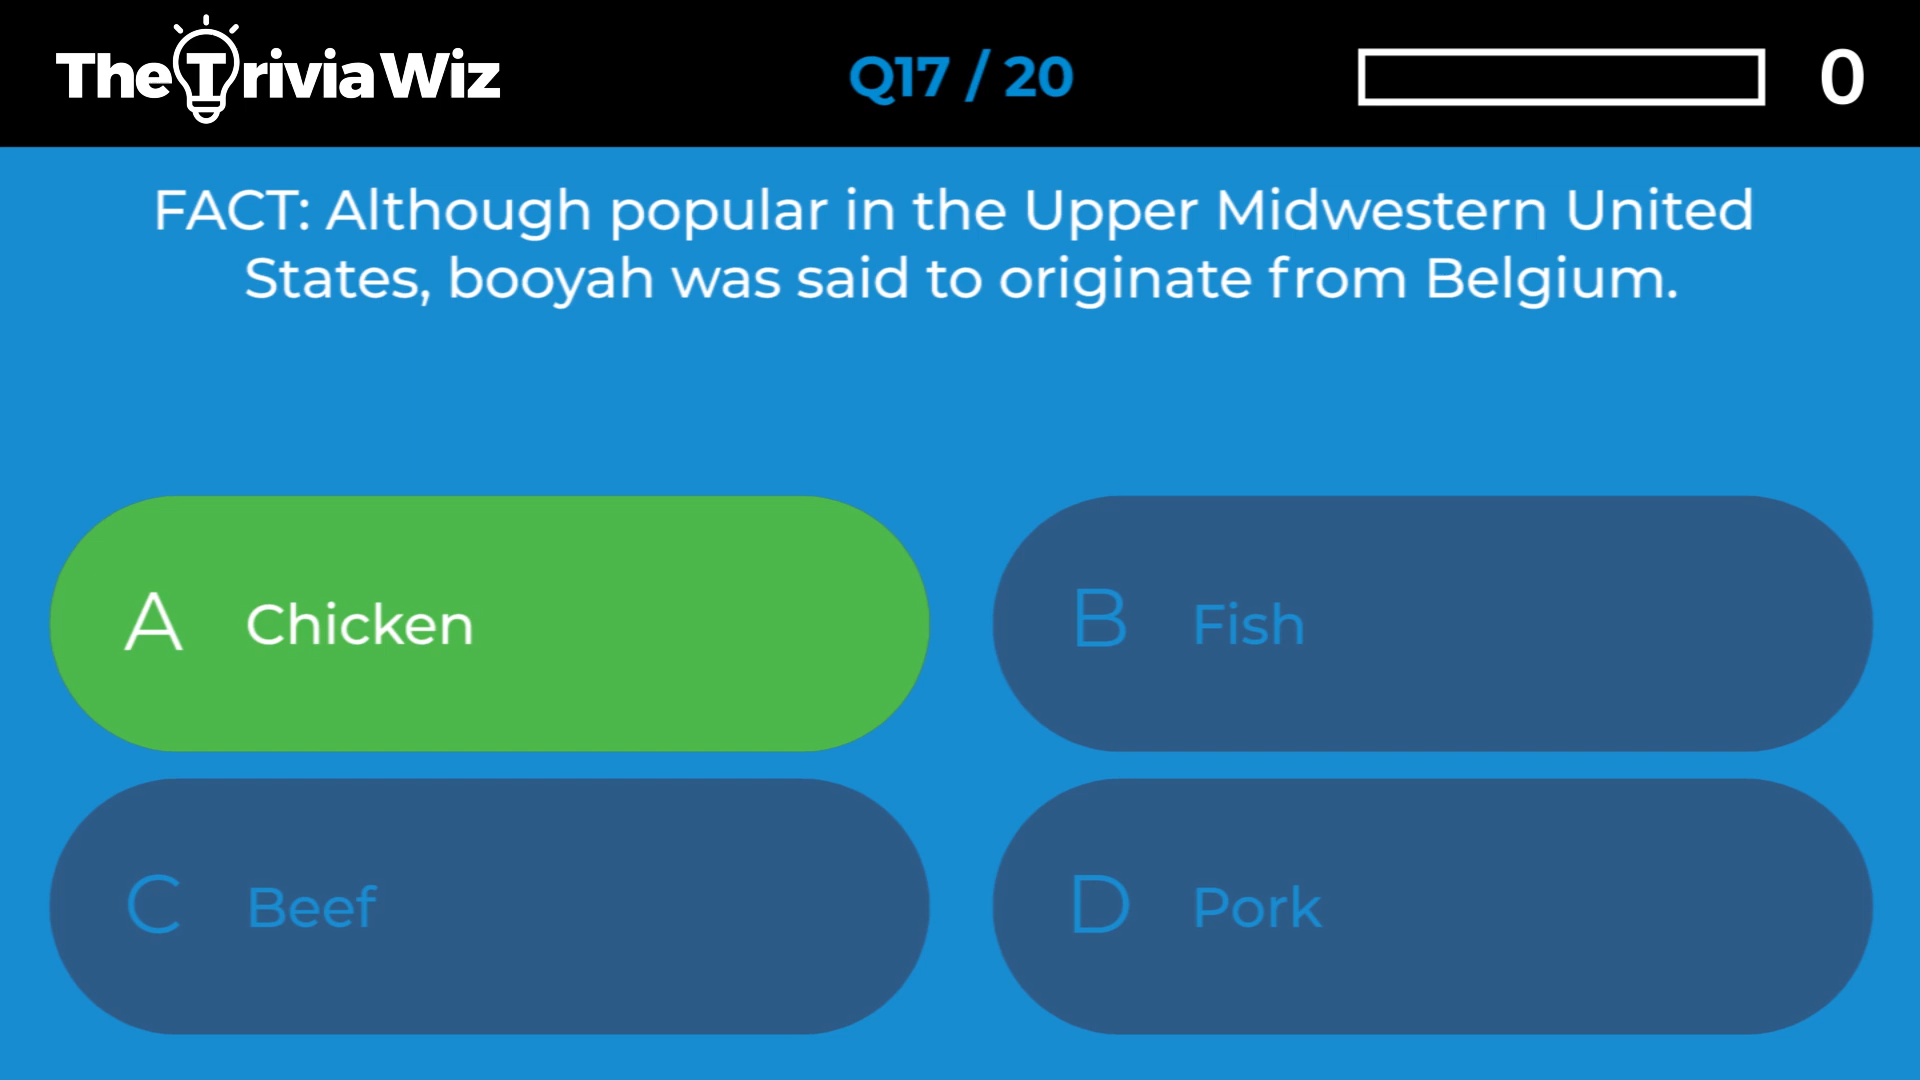 TheTriviaWiz
Q17 / 20
0
FACT: Although popular in the Upper Midwestern United
States, booyah was said to originate from Belgium.
A Chicken
B Fish
C Beef
D Pork